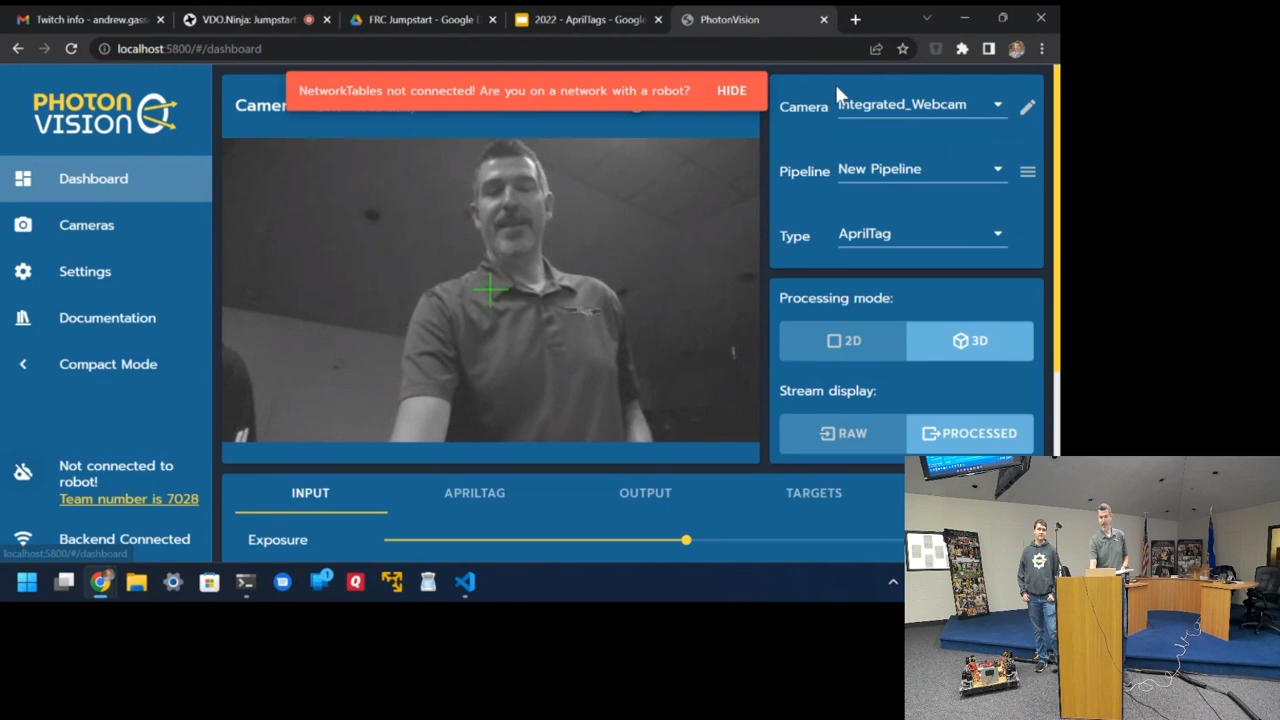 Twitch info - andrew.gas
VDO.Ninja: Jumpstart
FRC Jumpstart - Google D
2022 - AprilTags - Google
PhotonVision
localhost:5800/#/dashboard
PHOTON
VISION
NetworkTables not connected! Are you on a network with a robot?
HIDE
Camer
Camera
Integrated_Webcam
Pipeline
New Pipeline
Type
AprilTag
Dashboard
Cameras
Settings
Documentation
Compact Mode
Processing mode:
2D
3D
Stream display:
RAW
PROCESSED
Not connected to
robot!
Team number is 7028
Backend Connected
localhost:5800/#/dashboard
INPUT
APRILTAG
OUTPUT
TARGETS
Exposure
1
Q